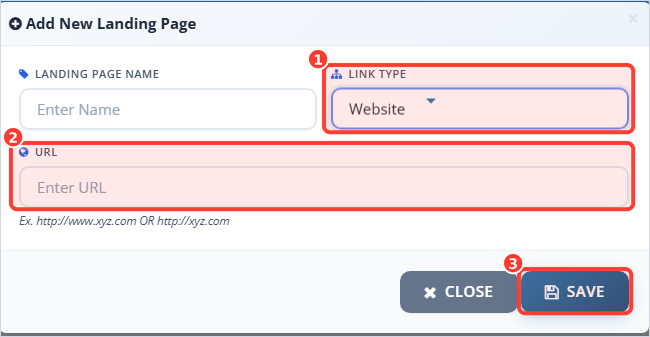 Add New Landing Page
×
1
LANDING PAGE NAME
LINK TYPE
Enter Name
Website
2
URL
Enter URL
Ex. http://www.xyz.com OR http://xyz.com
3
CLOSE
SAVE